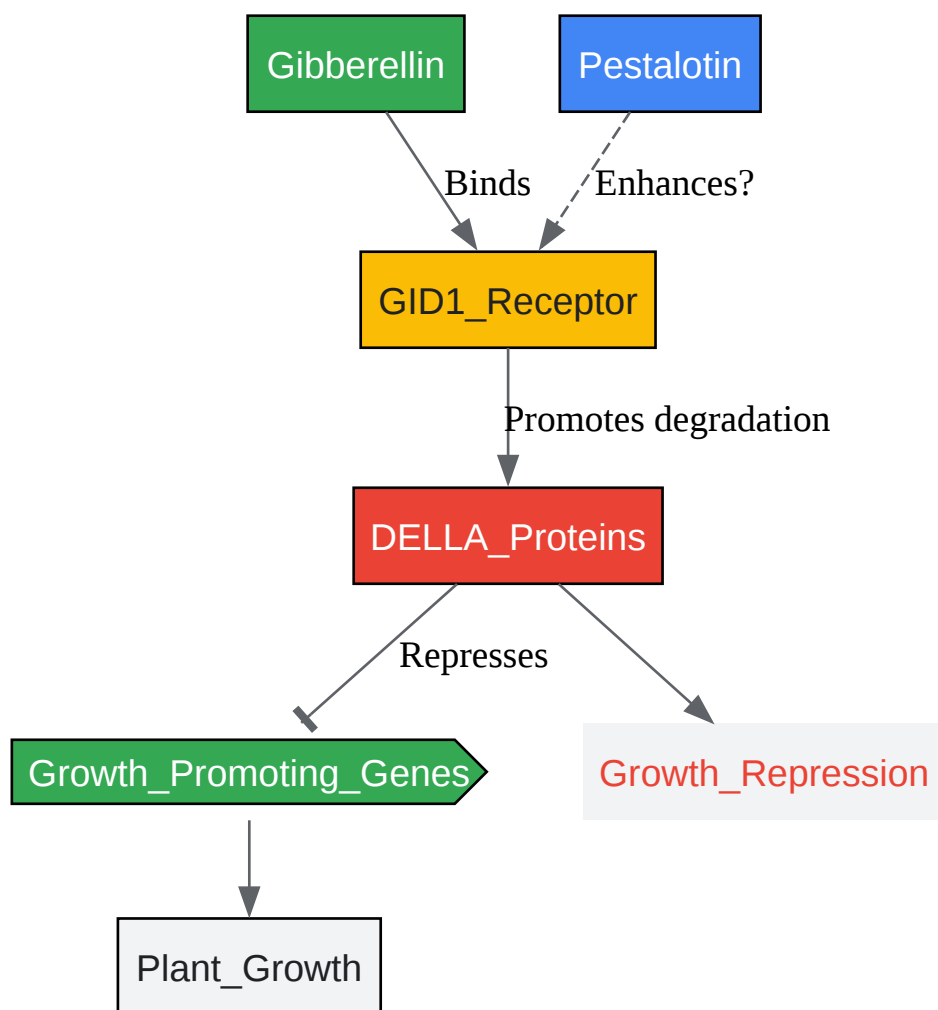 Gibberellin
Pestalotin
Binds
Enhances?
GID1_Receptor
Promotes degradation
DELLA_Proteins
Represses
Growth_Promoting_Genes
Growth_Repression
Plant_Growth